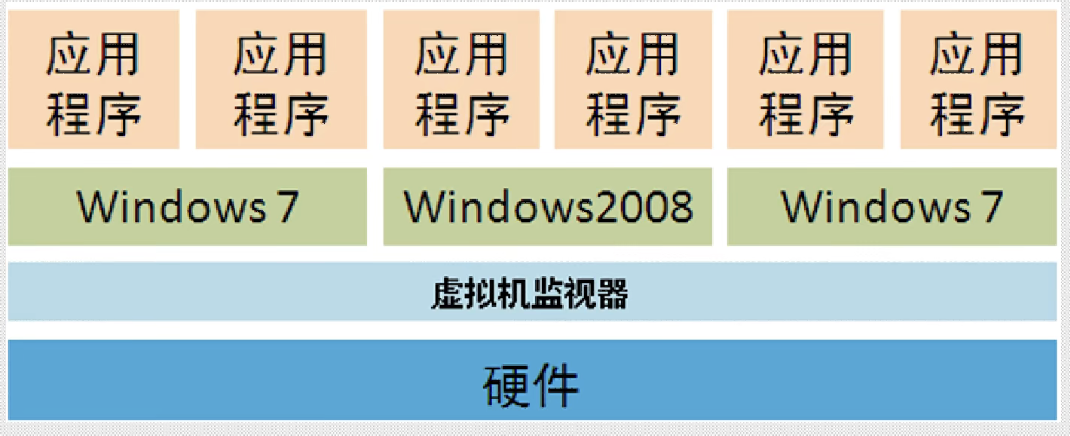 应用 应用 应用 应用 应用 应用
程序 程序 程序 程序 程序 程序
Windows 7 Windows2008 Windows 7
虚拟机监视器
硬件